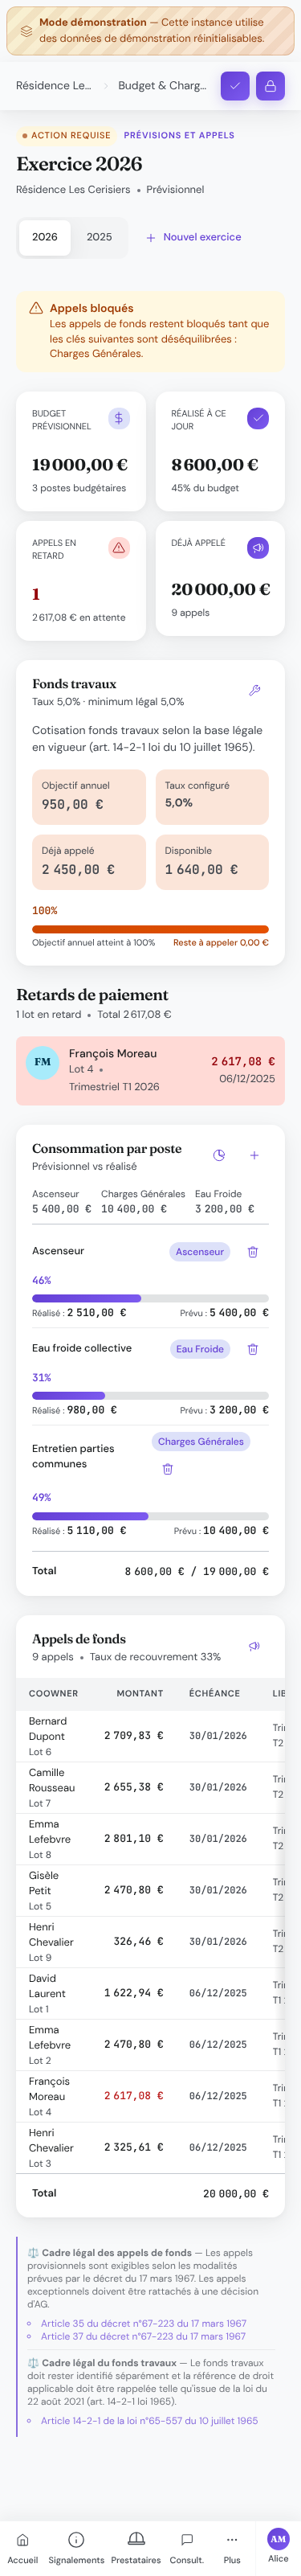 Mode démonstration — Cette instance utilise
des données de démonstration réinitialisables.
Résidence Le... > Budget & Charg...
ACTION REQUISE PRÉVISIONS ET APPELS
Exercice 2026
Résidence Les Cerisiers • Prévisionnel
2026 2025 + Nouvel exercice
Appels bloqués
Les appels de fonds restent bloqués tant que
les clés suivantes sont déséquilibrées :
Charges Générales.
BUDGET
PRÉVISIONNEL
19 000,00 €
3 postes budgétaires
RÉALISÉ À CE
JOUR
8 600,00 €
45% du budget
APPELS EN
RETARD
1
2 617,08 € en attente
DÉJÀ APPELÉ
20 000,00 €
9 appels
Fonds travaux
Taux 5,0% · minimum légal 5,0%
Cotisation fonds travaux selon la base légale
en vigueur (art. 14-2-1 loi du 10 juillet 1965).
Objectif annuel
950,00 €
Taux configuré
5,0%
Déjà appelé
2 450,00 €
Disponible
1 640,00 €
100%
Objectif annuel atteint à 100% Reste à appeler 0,00 €
Retards de paiement
1 lot en retard • Total 2 617,08 €
FM
François Moreau
Lot 4 •
Trimestriel T1 2026
2 617,08 €
06/12/2025
Consommation par poste
Prévisionnel vs réalisé
Ascenseur Charges Générales Eau Froide
5 400,00 € 10 400,00 € 3 200,00 €
Ascenseur Ascenseur
46%
Réalisé : 2 510,00 € Prévu : 5 400,00 €
Eau froide collective Eau Froide
31%
Réalisé : 980,00 € Prévu : 3 200,00 €
Entretien parties
communes
Charges Générales
49%
Réalisé : 5 110,00 € Prévu : 10 400,00 €
Total 8 600,00 € / 19 000,00 €
Appels de fonds
9 appels • Taux de recouvrement 33%
COOWNER MONTANT ÉCHÉANCE LIB
Bernard
Dupont
Lot 6
2 709,83 € 30/01/2026
Trin
T2
Camille
Rousseau
Lot 7
2 655,38 € 30/01/2026
Trin
T2
Emma
Lefebvre
Lot 8
2 801,10 € 30/01/2026
Trin
T2
Gisèle
Petit
Lot 5
2 470,80 € 30/01/2026
Trin
T2
Henri
Chevalier
Lot 9
326,46 € 30/01/2026
Trin
T2
David
Laurent
Lot 1
1 622,94 € 06/12/2025
Trin
T1
Emma
Lefebvre
Lot 2
2 470,80 € 06/12/2025
Trin
T1
François
Moreau
Lot 4
2 617,08 € 06/12/2025
Trin
T1
Henri
Chevalier
Lot 3
2 325,61 € 06/12/2025
Trin
T1
Total 20 000,00 €
⚖️ Cadre légal des appels de fonds — Les appels
provisionnels sont exigibles selon les modalités
prévues par le décret du 17 mars 1967. Les appels
exceptionnels doivent être rattachés à une décision
d'AG.
Article 35 du décret n°67-223 du 17 mars 1967
Article 37 du décret n°67-223 du 17 mars 1967
⚖️ Cadre légal du fonds travaux — Le fonds travaux
doit rester identifié séparément et la référence de droit
applicable doit être rappelée telle qu'issue de la loi du
22 août 2021 (art. 14-2-1 loi 1965).
Article 14-2-1 de la loi n°65-557 du 10 juillet 1965
Accueil Signalements Prestataires Consult. Plus
AM
Alice